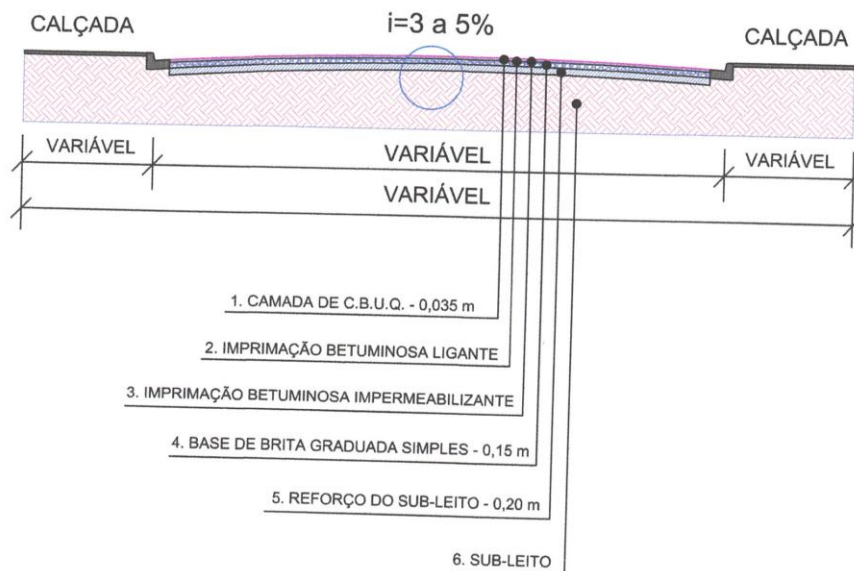 CALÇADA
i=3 a 5%
CALÇADA
VARIÁVEL
VARIÁVEL
VARIÁVEL
VARIÁVEL
1. CAMADA DE C.B.U.Q. - 0,035 m
2. IMPRIMAÇÃO BETUMINOSA LIGANTE
3. IMPRIMAÇÃO BETUMINOSA IMPERMEABILIZANTE
4. BASE DE BRITA GRADUADA SIMPLES - 0,15 m
5. REFORÇO DO SUB-LEITO - 0,20 m
6. SUB-LEITO